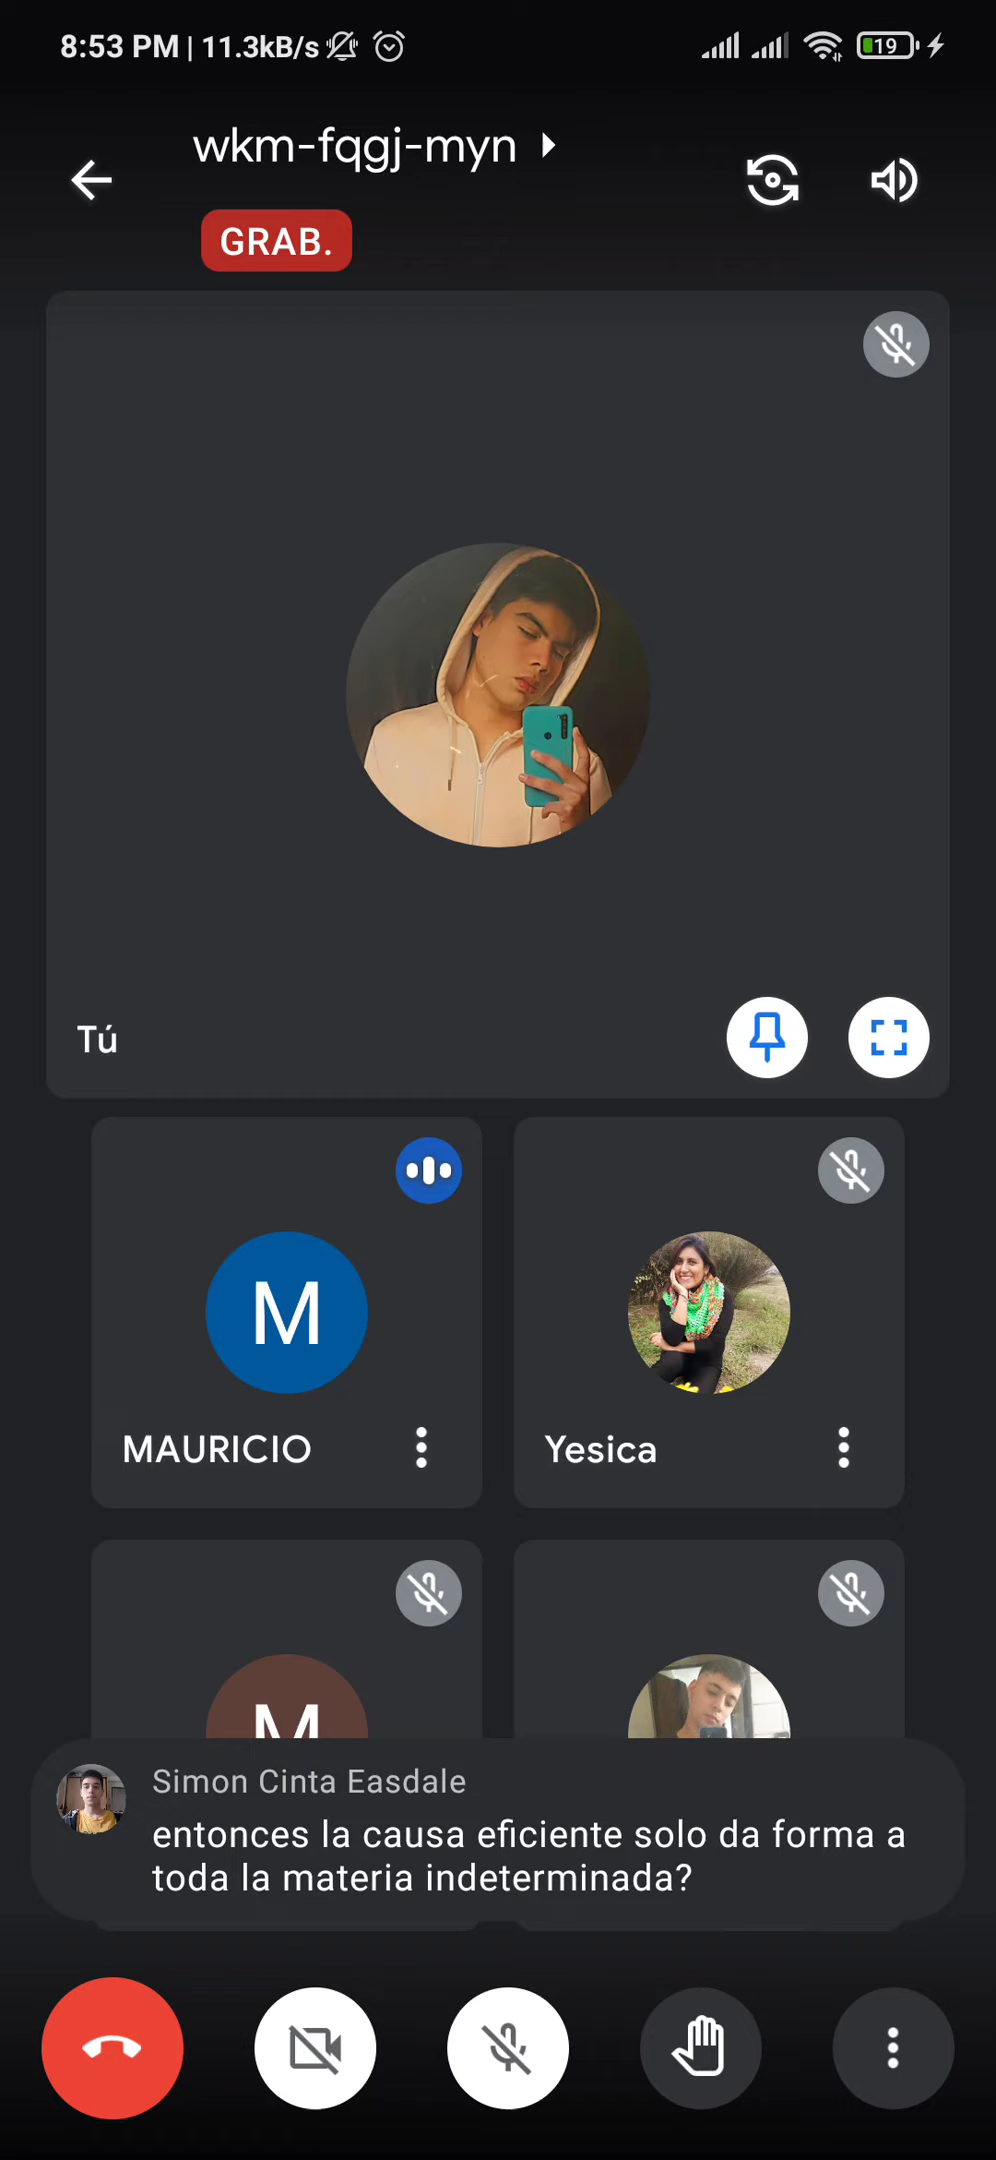 8:53 PM | 11.3kB/s 19
wkm-fqgj-myn
GRAB.
Tú
M
MAURICIO
Yesica
M
Simon Cinta Easdale
entonces la causa eficiente solo da forma a
toda la materia indeterminada?